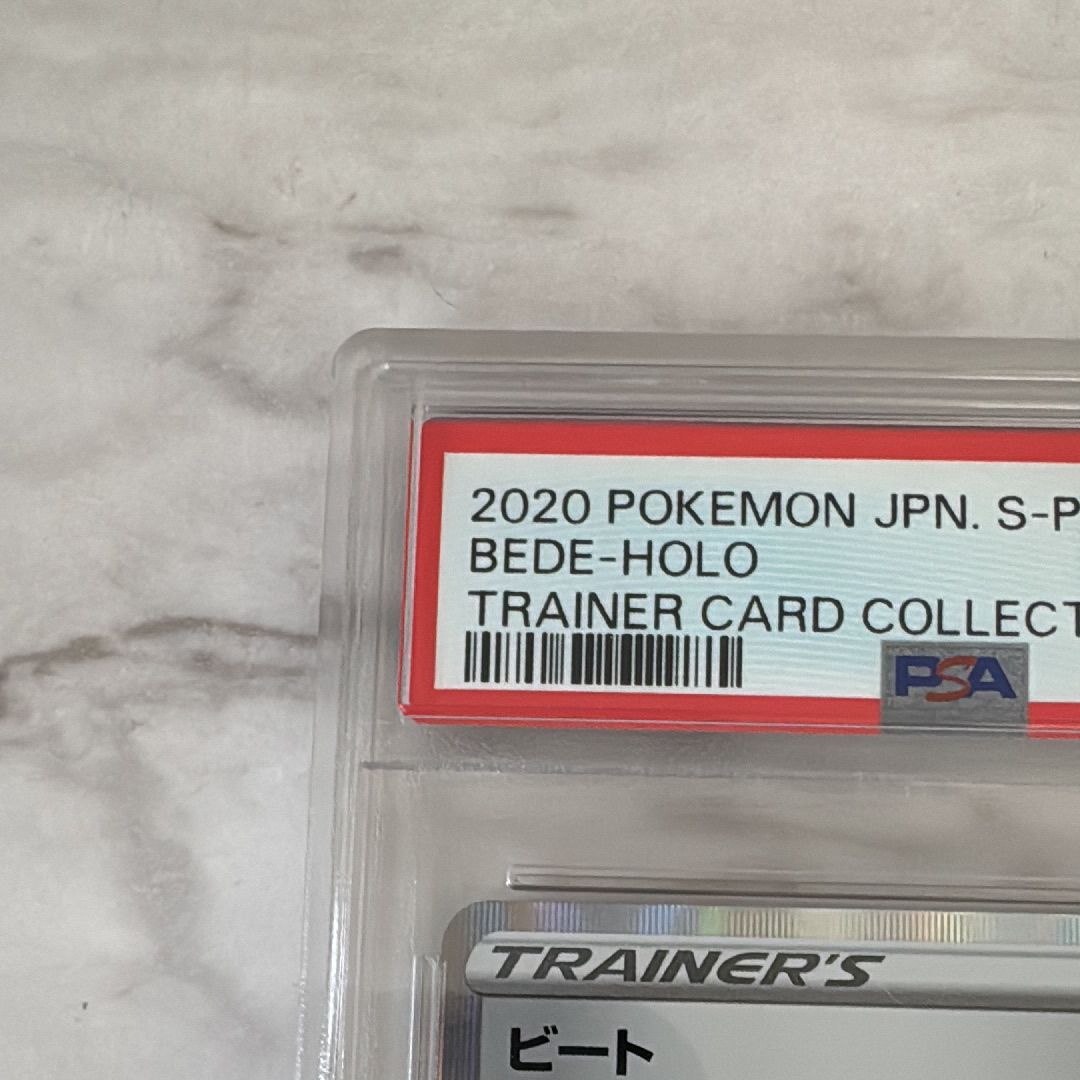 2020 POKEMON JPN. S-P
BEDE-HOLO
TRAINER CARD COLLECT
PSA
TRAINER'S
ビート